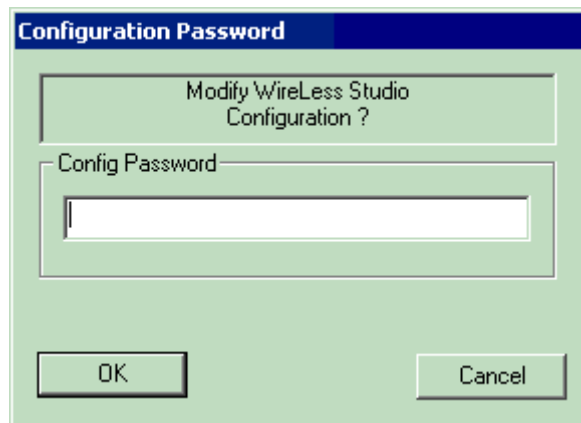 Configuration Password
Modify WireLess Studio
Configuration ?
Config Password
OK
Cancel